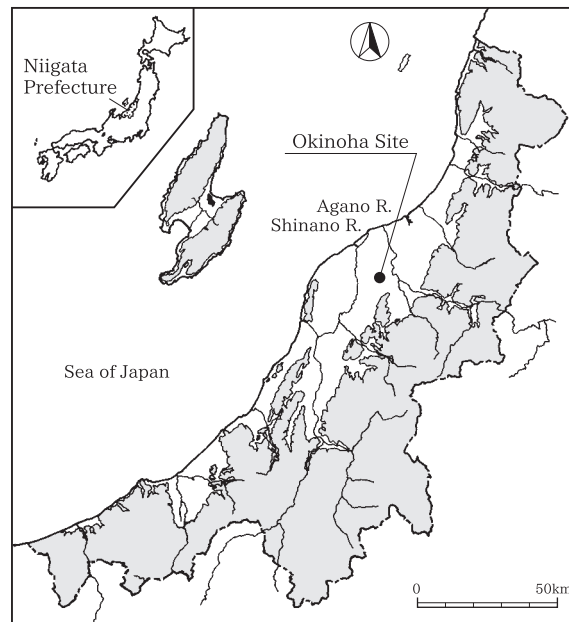 Niigata
Prefecture
Okinoha Site
Agano R.
Shinano R.
Sea of Japan
0
50km